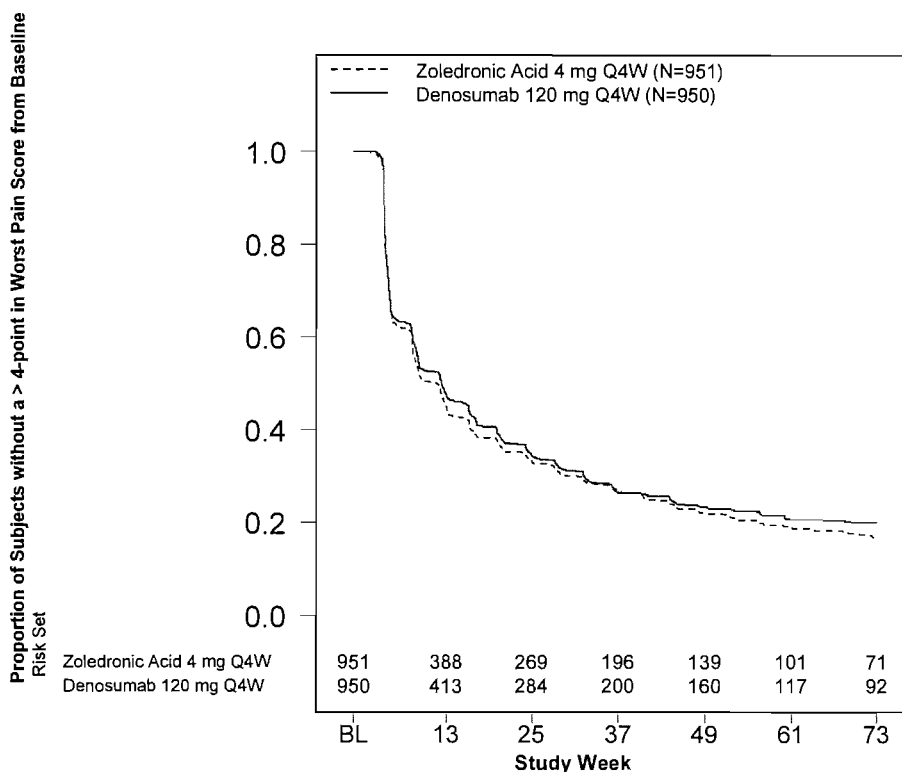 Proportion of Subjects without a > 4-point in Worst Pain Score from Baseline
Zoledronic Acid 4 mg Q4W (N=951)
Denosumab 120 mg Q4W (N=950)
1.0
0.8
0.6
0.4
0.2
0.0
Risk Set
Zoledronic Acid 4 mg Q4W 951 388 269 196 139 101 71
Denosumab 120 mg Q4W 950 413 284 200 160 117 92
BL 13 25 37 49 61 73
Study Week